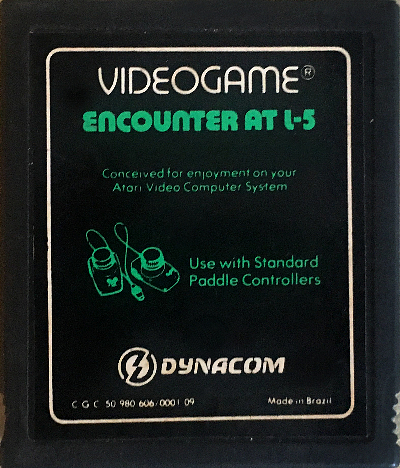 VIDEOGAME®
ENCOUNTER AT L-5
Conceived for enjoyment on your
Atari Video Computer System
Use with Standard
Paddle Controllers
DYNACOM
C G C 50 980 606/0001 09
Made in Brazil